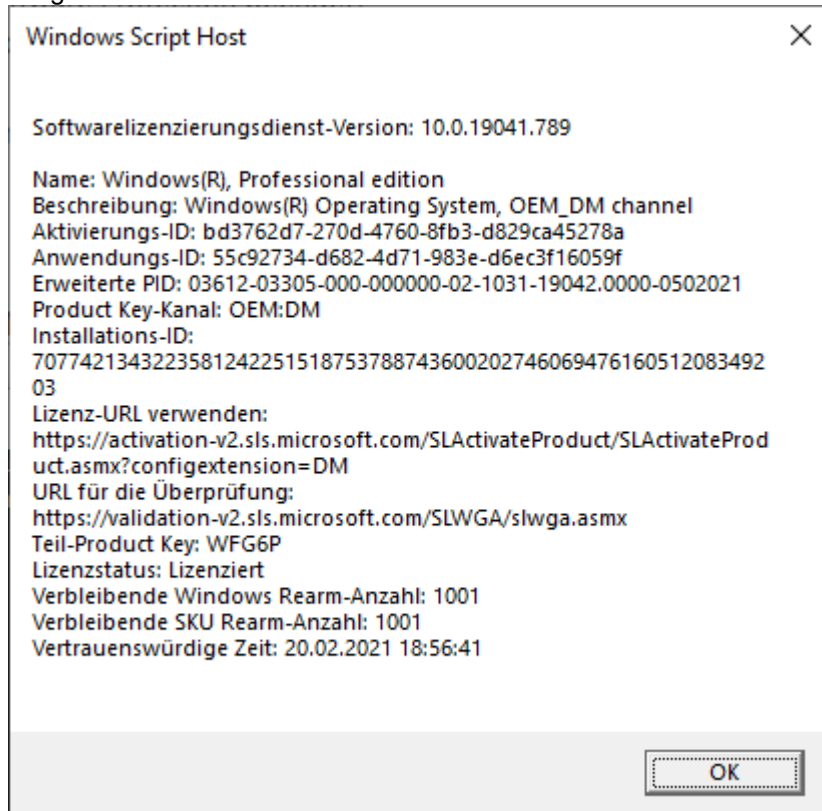 Windows Script Host
Softwarelizenzierungsdienst-Version: 10.0.19041.789
Name: Windows(R), Professional edition
Beschreibung: Windows(R) Operating System, OEM_DM channel
Aktivierungs-ID: bd3762d7-270d-4760-8fb3-d829ca45278a
Anwendungs-ID: 55c92734-d682-4d71-983e-d6ec3f16059f
Erweiterte PID: 03612-03305-000-000000-02-1031-19042.0000-0502021
Product Key-Kanal: OEM:DM
Installations-ID:
7077421343223581242251518753788743600202746069476160512083492
03
Lizenz-URL verwenden:
https://activation-v2.sls.microsoft.com/SLActivateProduct/SLActivateProd
uct.asmx?configextension=DM
URL für die Überprüfung:
https://validation-v2.sls.microsoft.com/SLWGA/slwga.asmx
Teil-Product Key: WFG6P
Lizenzstatus: Lizenziert
Verbleibende Windows Rearm-Anzahl: 1001
Verbleibende SKU Rearm-Anzahl: 1001
Vertrauenswürdige Zeit: 20.02.2021 18:56:41
OK